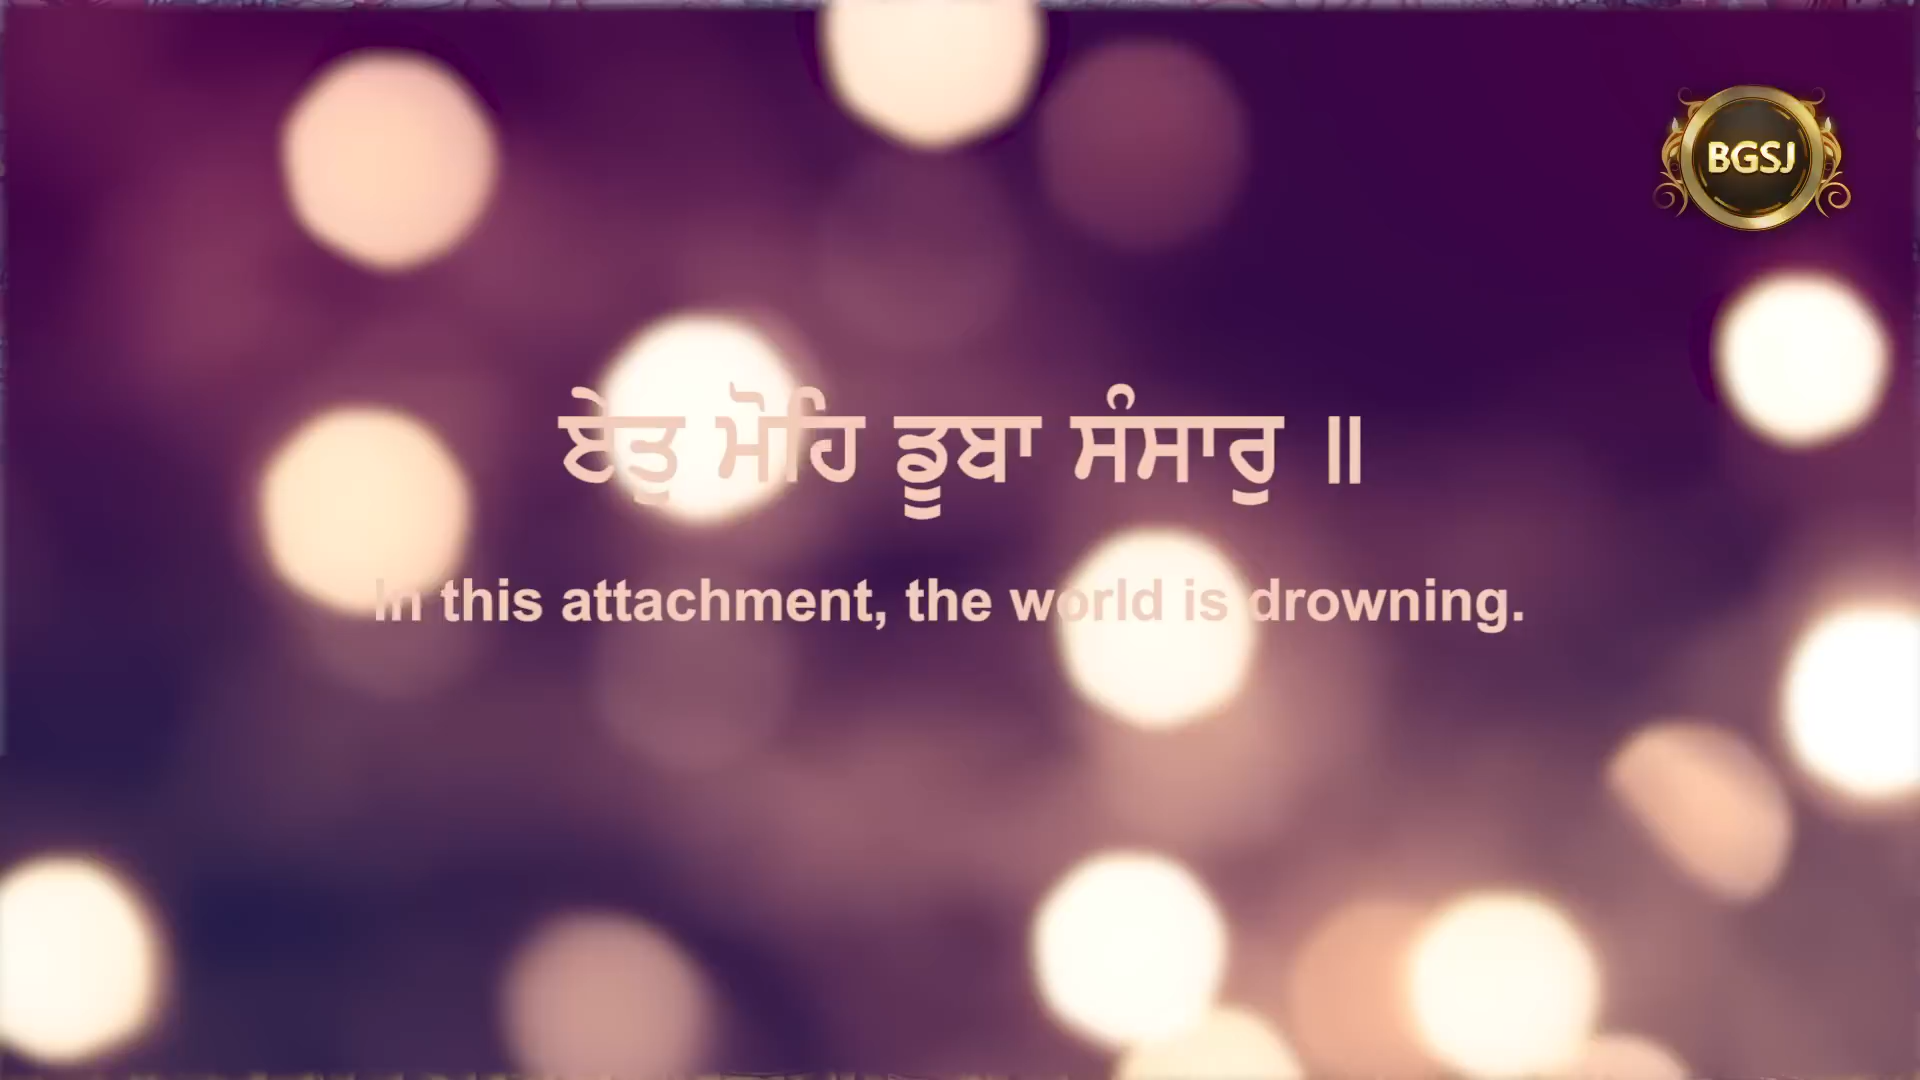 BGSJ
ਏਤੁ ਮੋਹਿ ਡੂਬਾ ਸੰਸਾਰੁ ॥
In this attachment, the world is drowning.